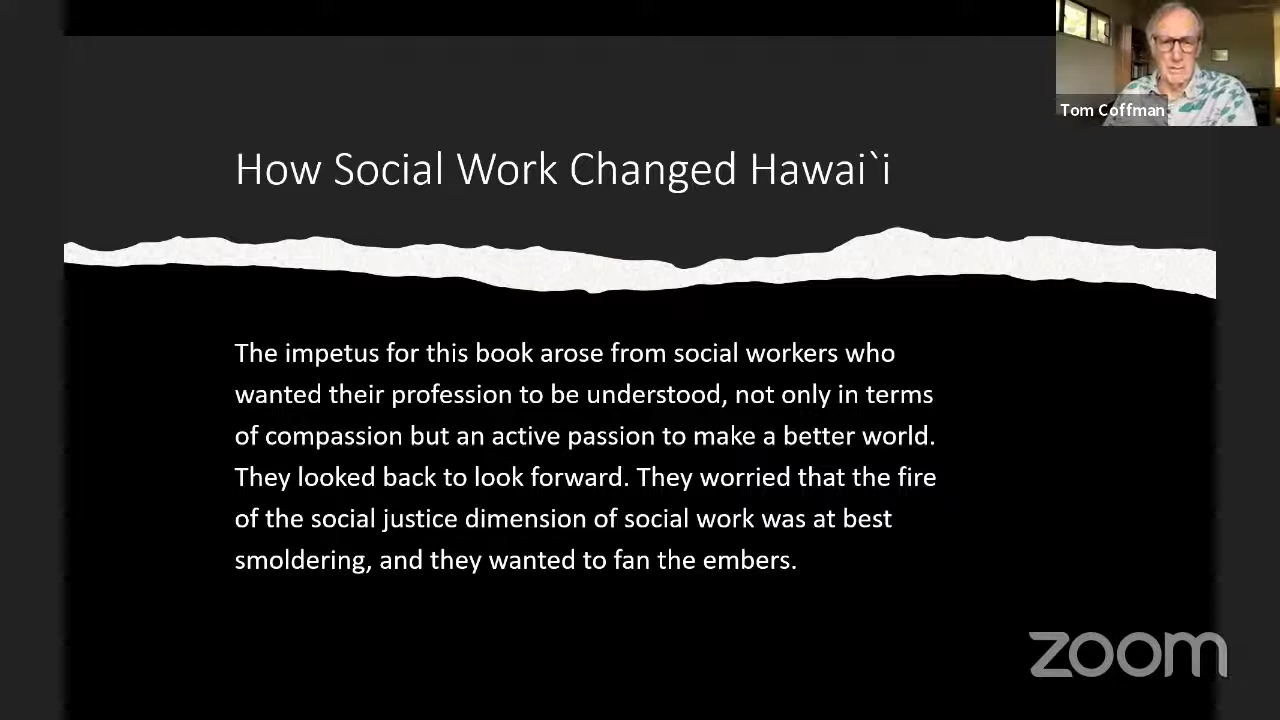 Tom Coffman
How Social Work Changed Hawai`i
The impetus for this book arose from social workers who
wanted their profession to be understood, not only in terms
of compassion but an active passion to make a better world.
They looked back to look forward. They worried that the fire
of the social justice dimension of social work was at best
smoldering, and they wanted to fan the embers.
zoom